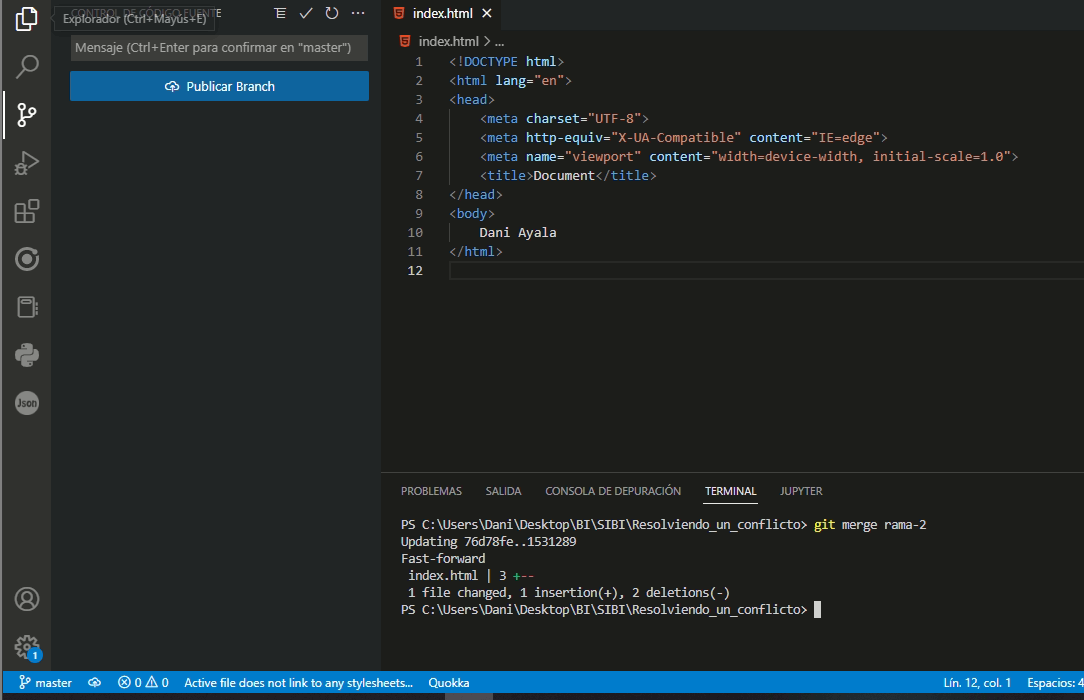 CONTROL DE CÓDIGO FUENTE
Explorador (Ctrl+Mayús+E)
Mensaje (Ctrl+Enter para confirmar en "master")
Publicar Branch
index.html
index.html > ...
1 <!DOCTYPE html>
2 <html lang="en">
3 <head>
4 <meta charset="UTF-8">
5 <meta http-equiv="X-UA-Compatible" content="IE=edge">
6 <meta name="viewport" content="width=device-width, initial-scale=1.0">
7 <title>Document</title>
8 </head>
9 <body>
10 Dani Ayala
11 </html>
12
PROBLEMAS SALIDA CONSOLA DE DEPURACIÓN TERMINAL JUPYTER
PS C:\Users\Dani\Desktop\BI\SIBI\Resolviendo_un_conflicto> git merge rama-2
Updating 76d78fe..1531289
Fast-forward
index.html | 3 +--
1 file changed, 1 insertion(+), 2 deletions(-)
PS C:\Users\Dani\Desktop\BI\SIBI\Resolviendo_un_conflicto>
Json
1
master 0 0 Active file does not link to any stylesheets... Quokka Lín. 12, col. 1 Espacios: 4